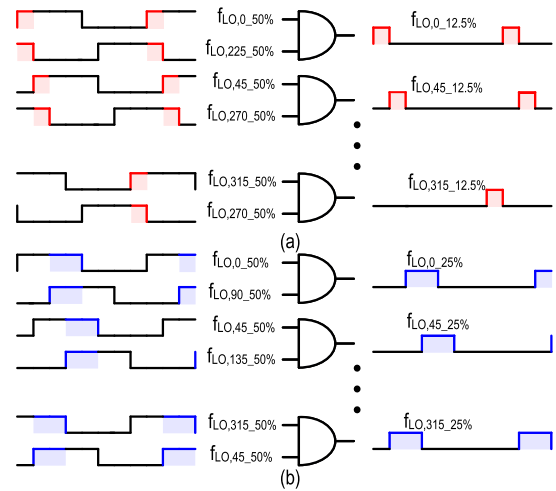 fLO,0_50%
fLO,0_12.5%
fLO,225_50%
fLO,45_50%
fLO,45_12.5%
fLO,270_50%
fLO,315_50%
fLO,315_12.5%
fLO,270_50%
(a)
fLO,0_50%
fLO,0_25%
fLO,90_50%
fLO,45_50%
fLO,45_25%
fLO,135_50%
fLO,315_50%
fLO,315_25%
fLO,45_50%
(b)